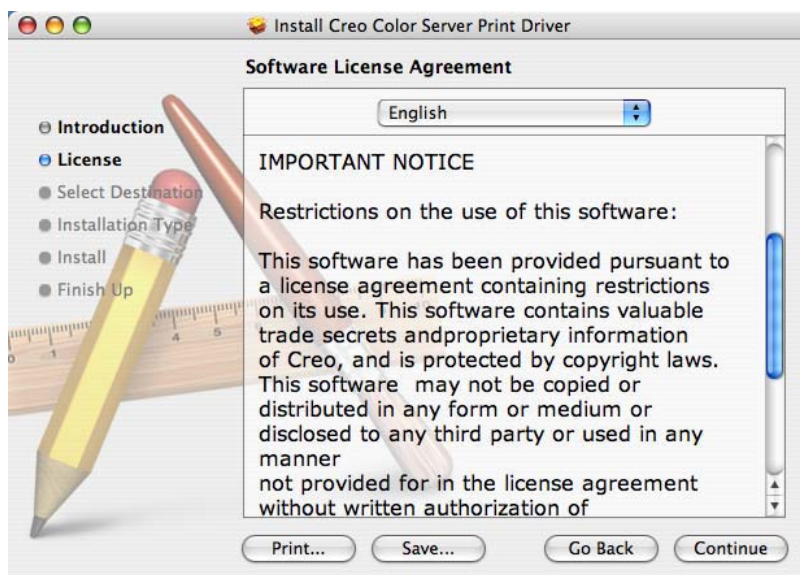 Install Creo Color Server Print Driver
Software License Agreement
Introduction
License
Select Destination
Installation Type
Install
Finish Up
English
IMPORTANT NOTICE
Restrictions on the use of this software:
This software has been provided pursuant to
a license agreement containing restrictions
on its use. This software contains valuable
trade secrets andproprietary information
of Creo, and is protected by copyright laws.
This software  may not be copied or
distributed in any form or medium or
disclosed to any third party or used in any
manner
not provided for in the license agreement
without written authorization of
0 1 4 5
Print... Save... Go Back Continue